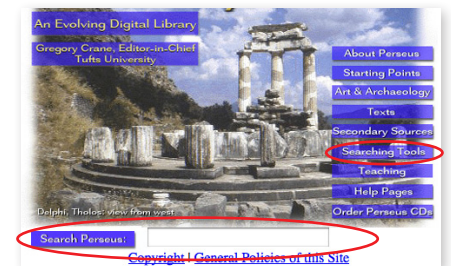 An Evolving Digital Library
Gregory Crane, Editor-in-Chief
Tufts University
About Perseus
Starting Points
Art & Archaeology
Texts
Secondary Sources
Searching Tools
Teaching
Help Pages
Order Perseus CDs
Delphi, Tholos: view from west
Search Perseus:
Copyright | General Policies of this Site